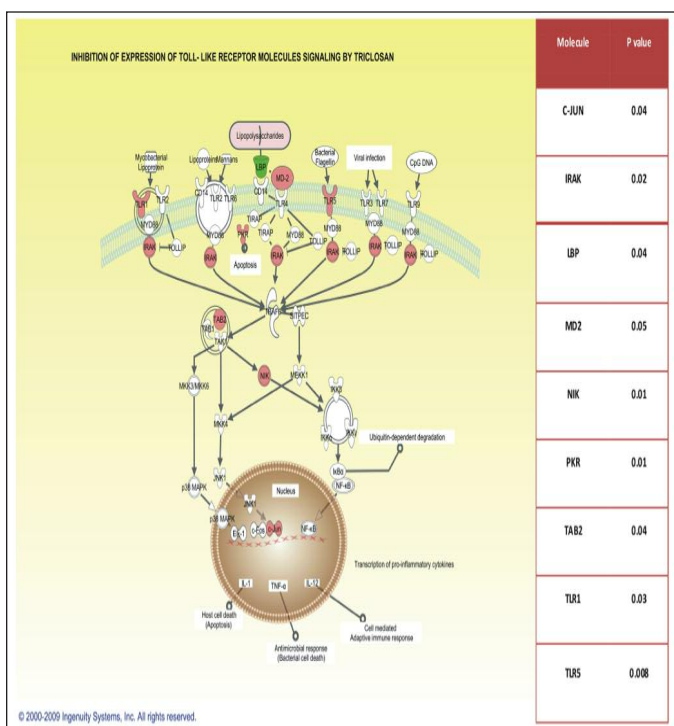 INHIBITION OF EXPRESSION OF TOLL- LIKE RECEPTOR MOLECULES SIGNALING BY TRICLOSAN
Lipopolysaccharides
Mycobacterial
Lipoprotein
Lipoproteins
Mannans
LBP
MD-2
Bacterial
Flagellin
Viral infection
CpG DNA
TLR1
TLR2
CD14
TLR2
TLR6
CD14
TLR4
TLR5
TLR3
TLR7
TLR9
MYD88
MYD88
TIRAP
TIRAP
MYD88
MYD88
MYD88
MYD88
PKR
Apoptosis
IRAK
TOLLIP
IRAK
IRAK
TOLLIP
IRAK
IRAK
TOLLIP
IRAK
TOLLIP
TAB2
TAB1
TAK1
NIK
MEKK1
MKK3/MKK6
MKK4
IKKβ
IKKα
IKKγ
Ubiquitin-dependent degradation
IκBα
NF-κB
p38 MAPK
JNK1
Nucleus
JNK1
p38 MAPK
Elk-1
c-Fos
c-Jun
NF-κB
Transcription of pro-inflammatory cytokines
IL-1
TNF-α
IL-12
Host cell death
(Apoptosis)
Antimicrobial response
(Bacterial cell death)
Cell mediated
Adaptive immune response
© 2000-2009 Ingenuity Systems, Inc. All rights reserved.
Molecule P value
C-JUN 0.04
IRAK 0.02
LBP 0.04
MD2 0.05
NIK 0.01
PKR 0.01
TAB2 0.04
TLR1 0.03
TLR5 0.008